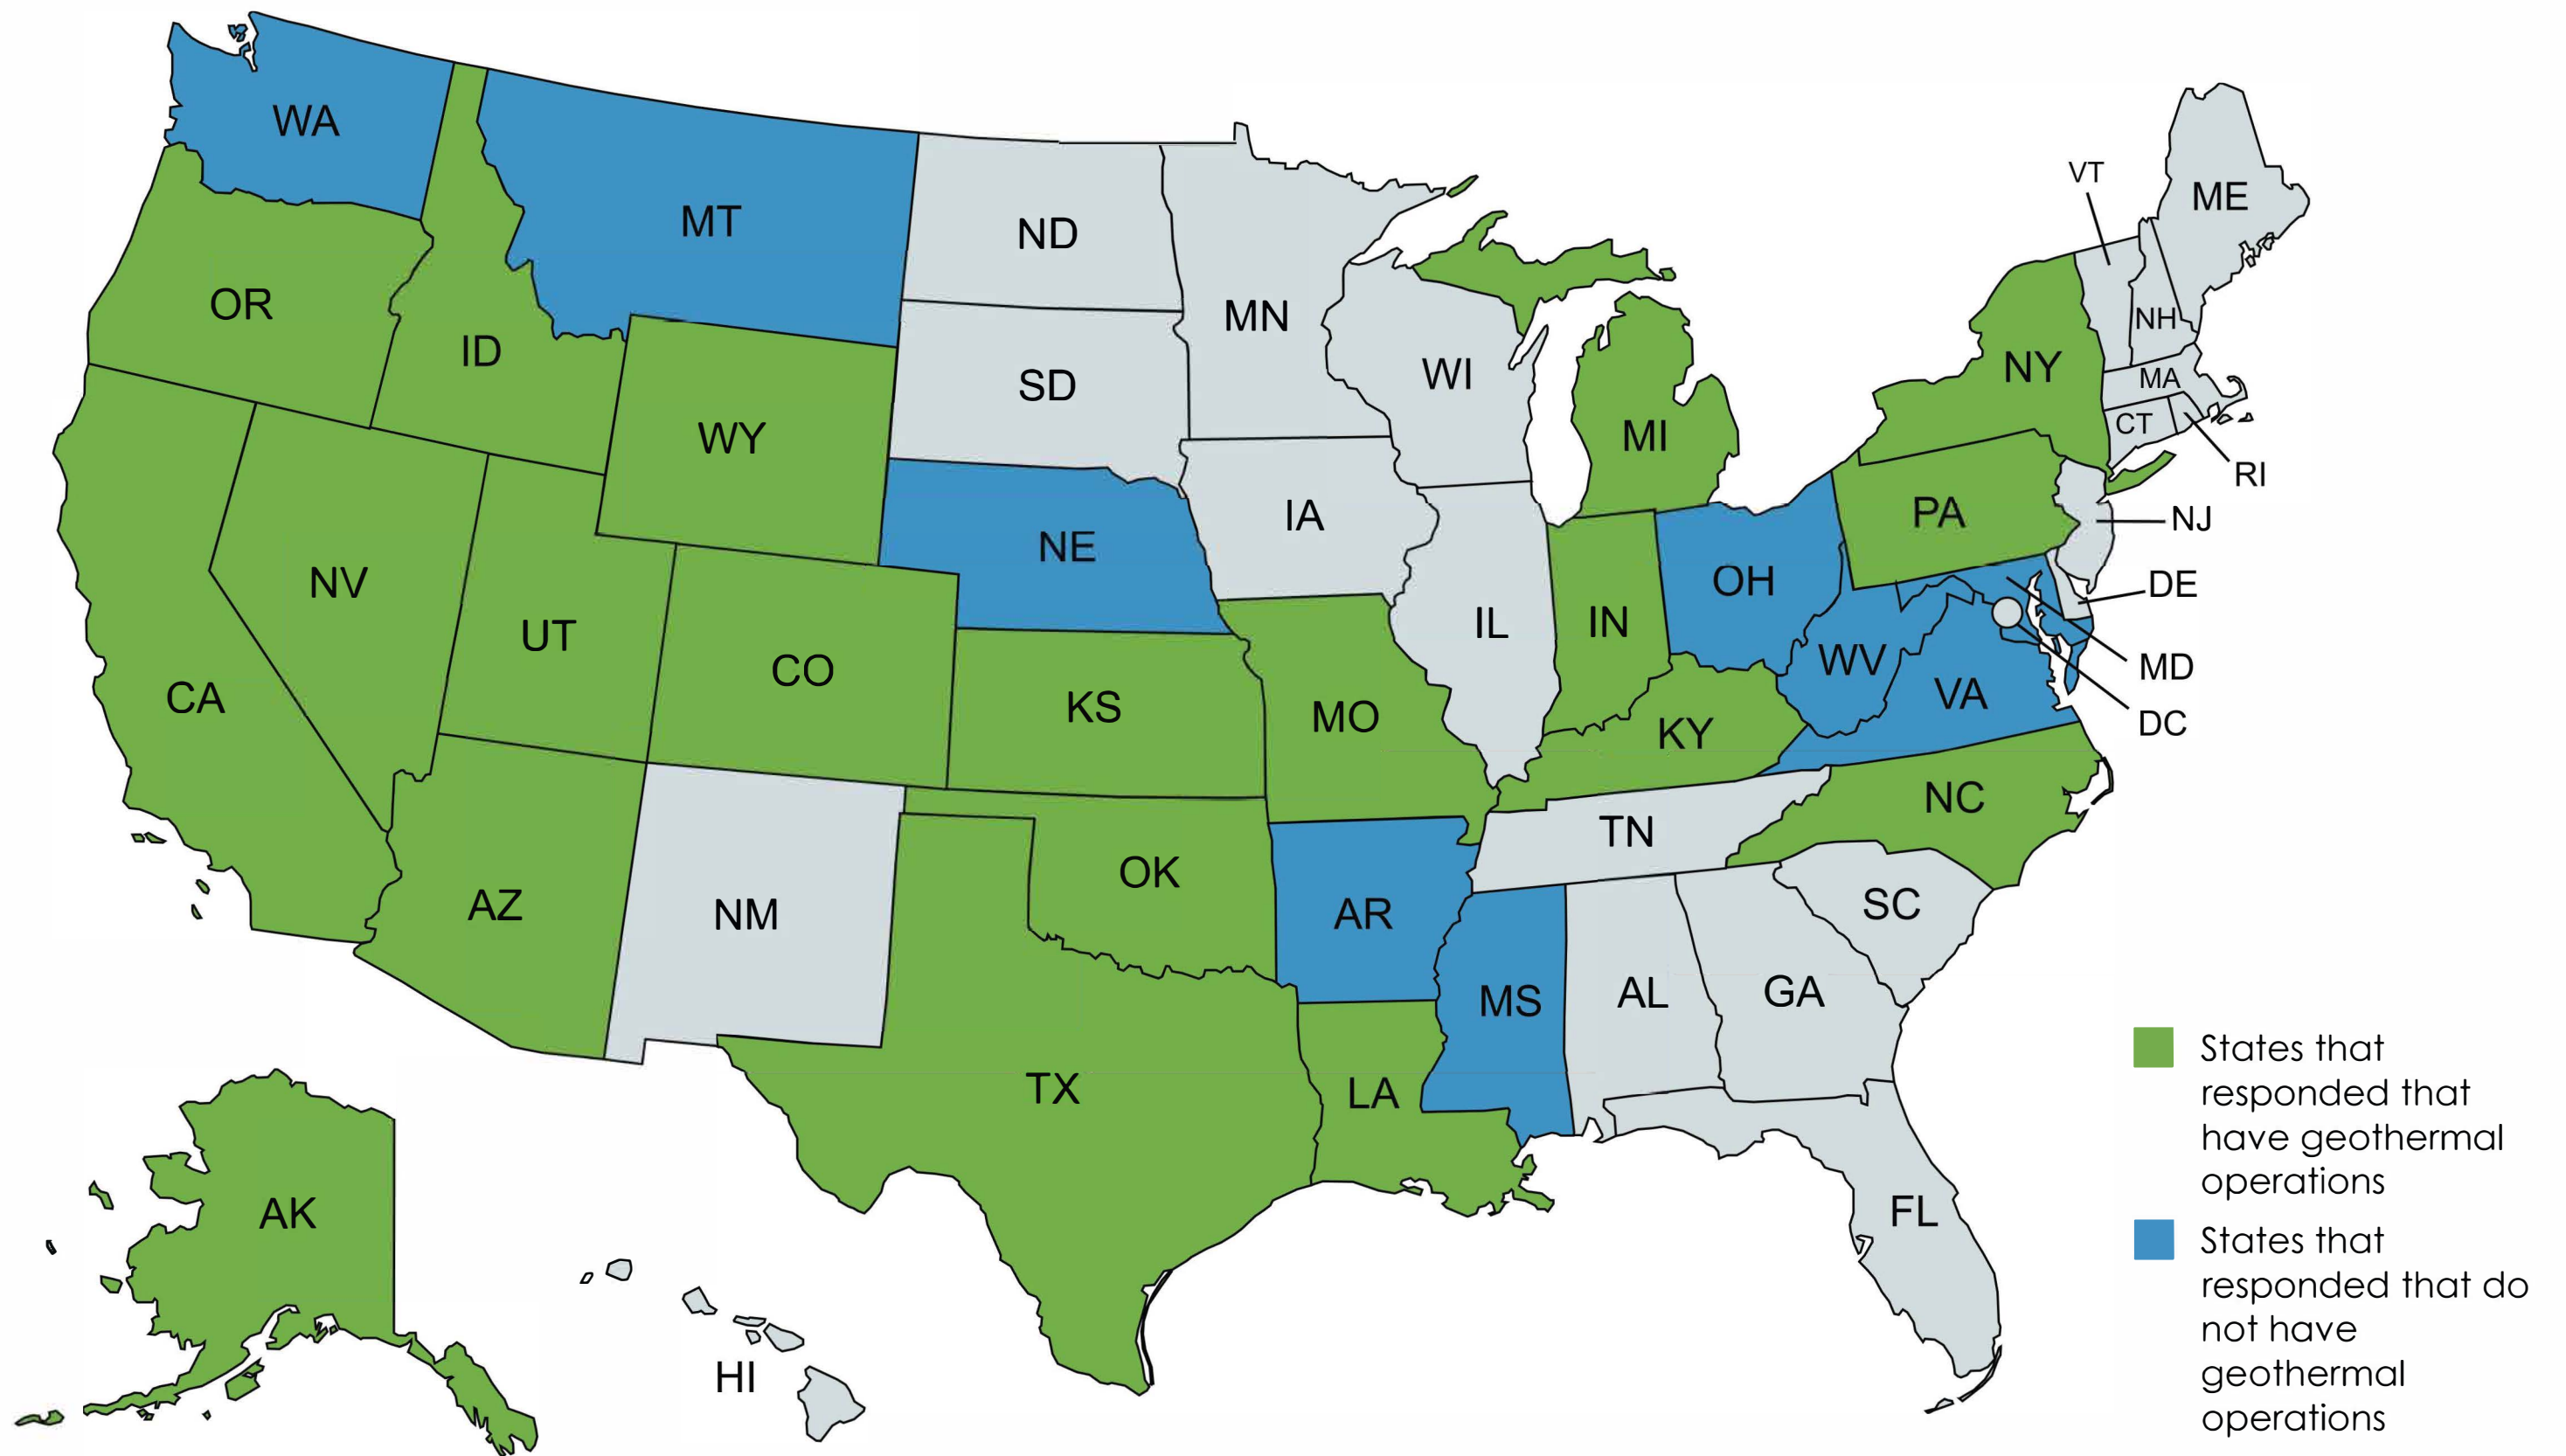 WA
MT
ND
VT
ME
OR
MN
NH
ID
SD
WI
NY
MA
WY
MI
CT
RI
IA
PA
NJ
NE
NV
OH
DE
UT
IL
IN
CO
WV
MD
CA
KS
MO
KY
VA
DC
NC
TN
OK
AZ
NM
AR
SC
MS
AL
GA
TX
LA
AK
FL
HI
States that
responded that
have geothermal
operations
States that
responded that do
not have
geothermal
operations